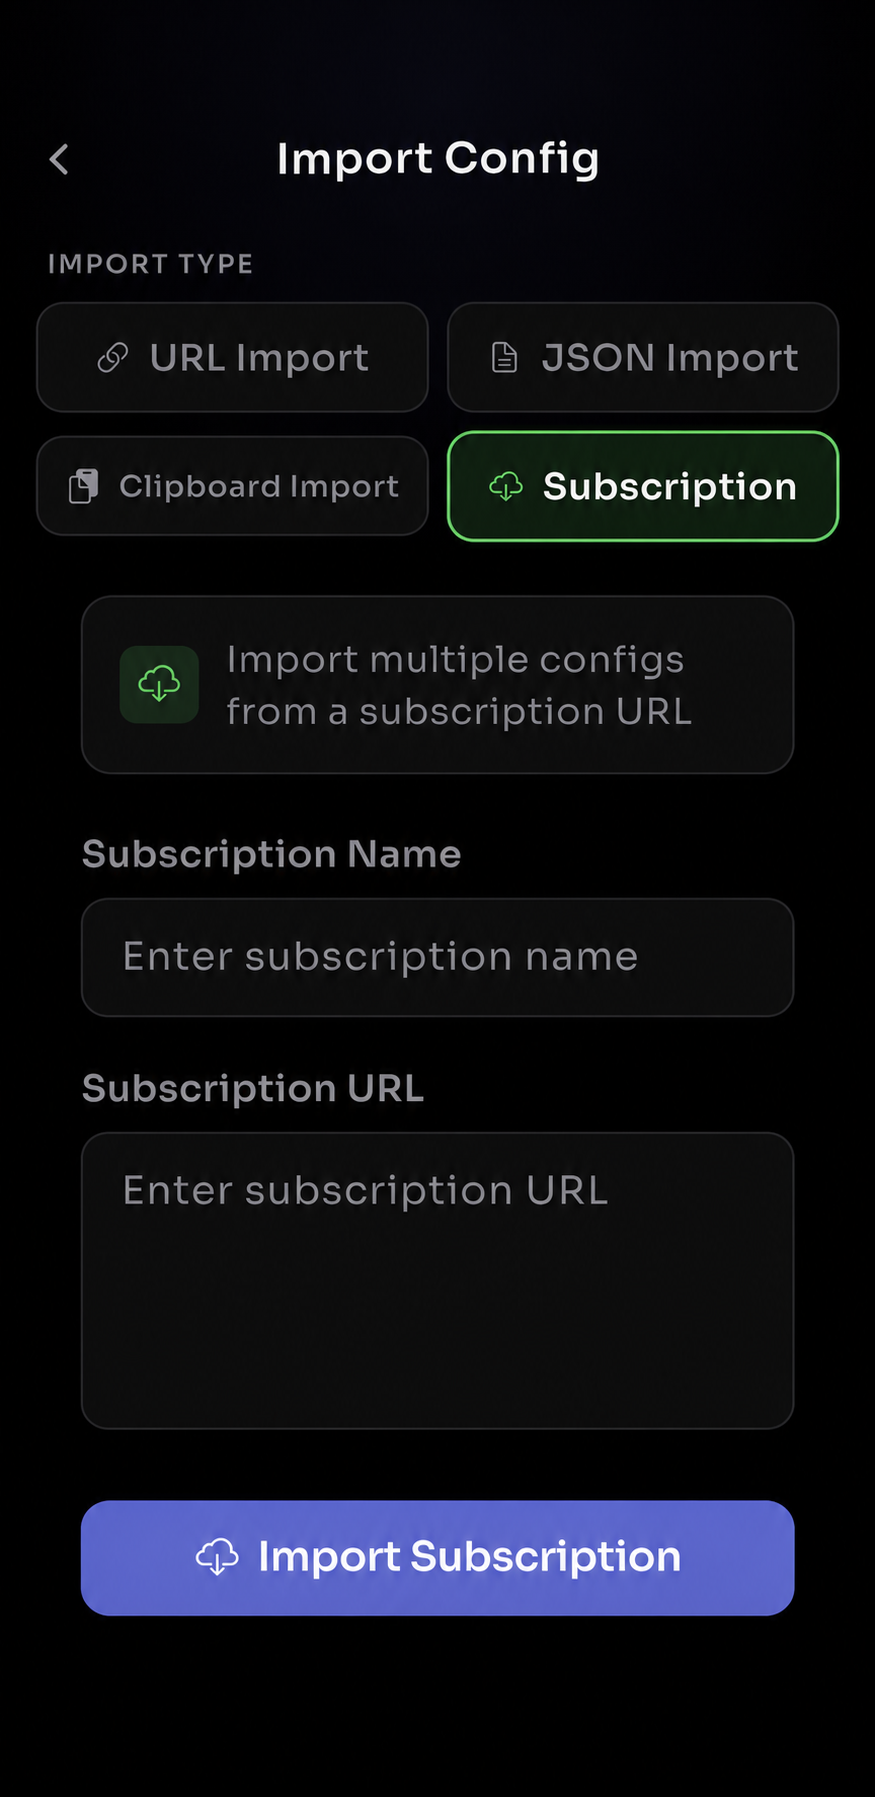 Import Config
IMPORT TYPE
URL Import
JSON Import
Clipboard Import
Subscription
Import multiple configs
from a subscription URL
Subscription Name
Enter subscription name
Subscription URL
Enter subscription URL
Import Subscription